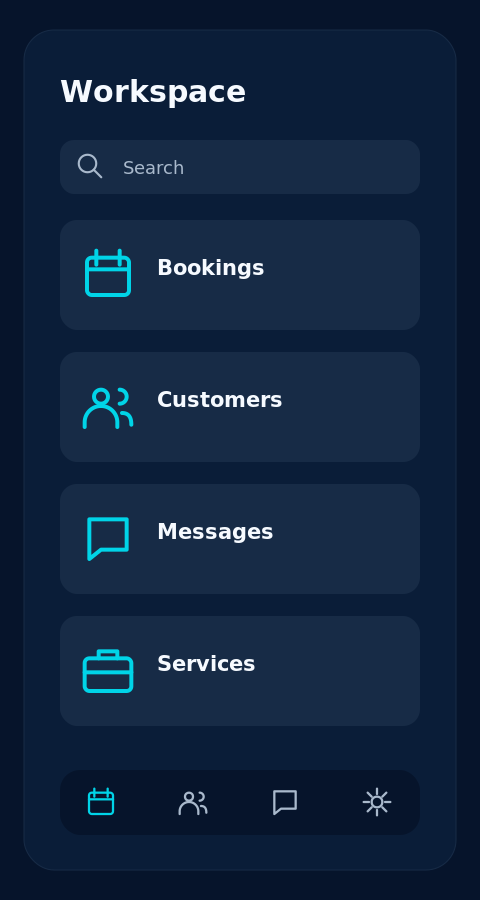 Workspace
Search
Bookings
Customers
Messages
Services